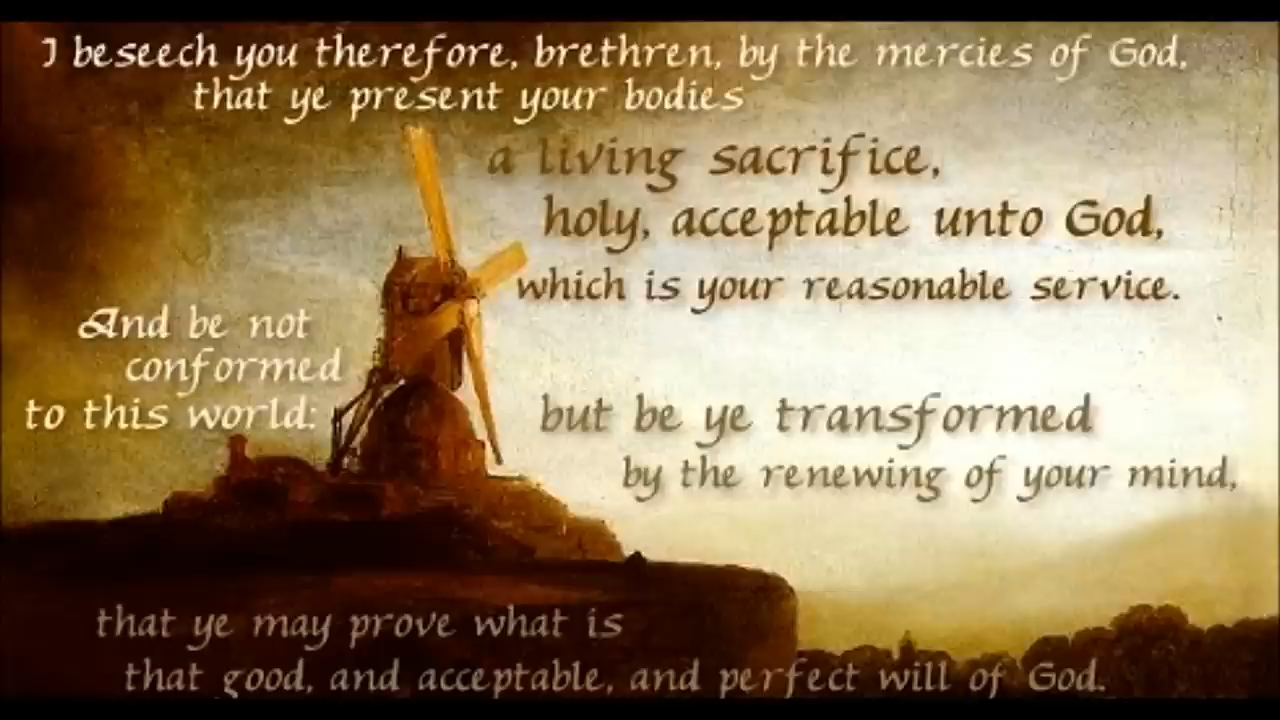 I beseech you therefore, brethren, by the mercies of God,
that ye present your bodies
a living sacrifice,
holy, acceptable unto God,
which is your reasonable service.
And be not
conformed
to this world:
but be ye transformed
by the renewing of your mind,
that ye may prove what is
that good, and acceptable, and perfect will of God.